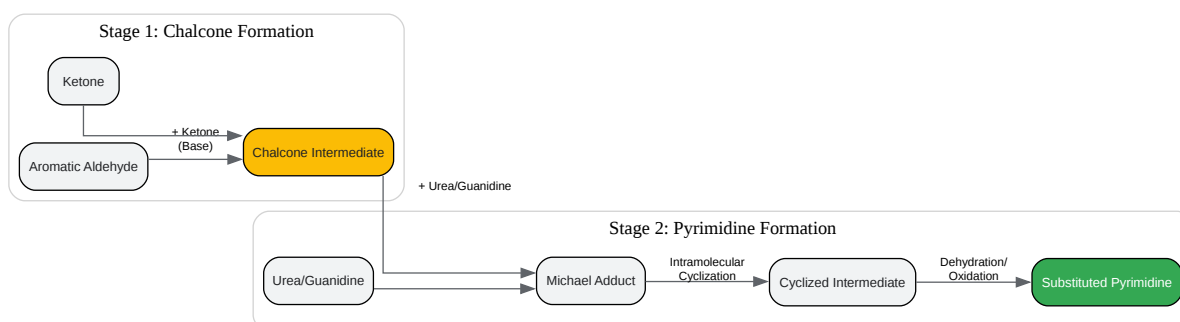 Stage 1: Chalcone Formation
Ketone
+ Ketone
(Base)
Aromatic Aldehyde
Chalcone Intermediate
+ Urea/Guanidine
Stage 2: Pyrimidine Formation
Urea/Guanidine
Michael Adduct
Intramolecular
Cyclization
Cyclized Intermediate
Dehydration/
Oxidation
Substituted Pyrimidine